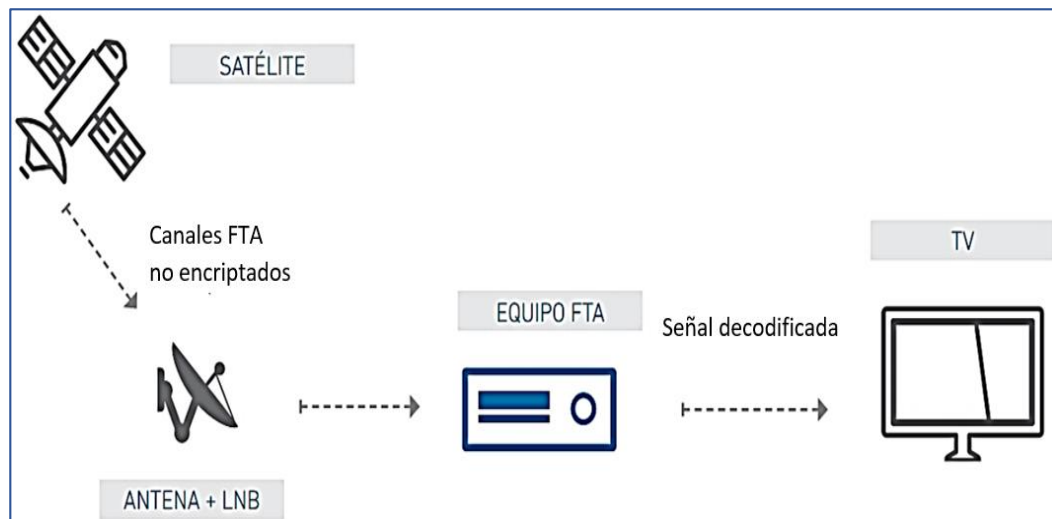 SATÉLITE
Canales FTA
no encriptados
TV
EQUIPO FTA
Señal decodificada
ANTENA + LNB